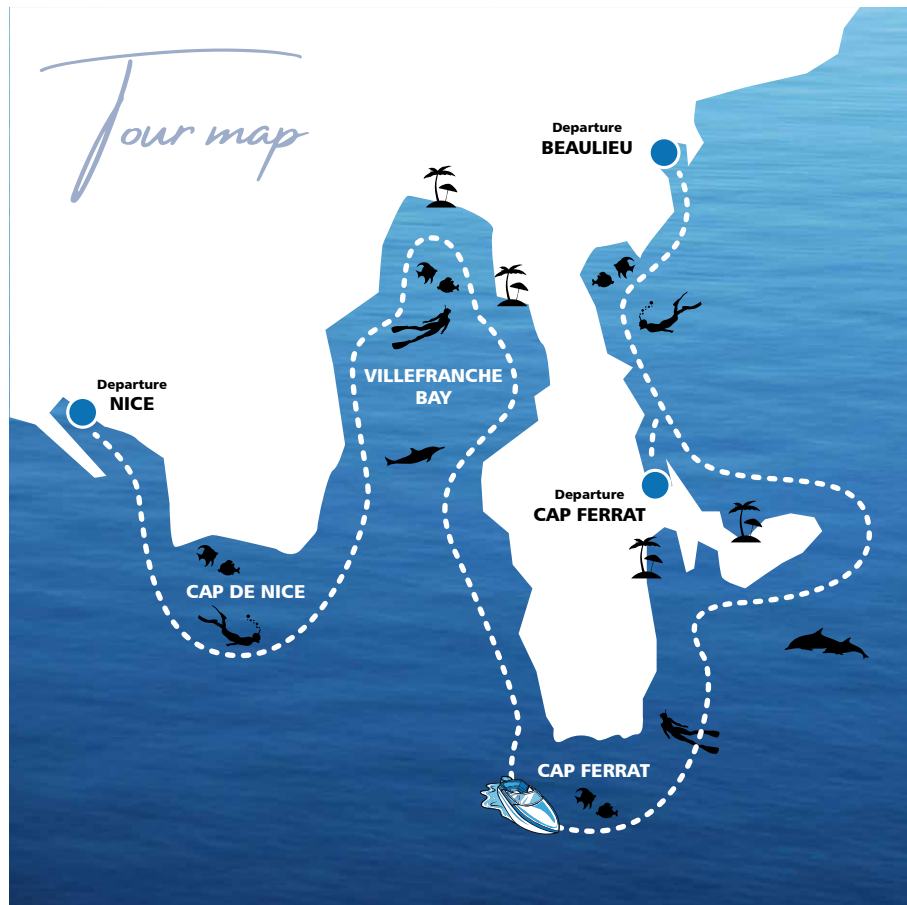 Tour map
Departure
BEAULIEU
VILLEFRANCHE
BAY
Departure
NICE
Departure
CAP FERRAT
CAP DE NICE
CAP FERRAT